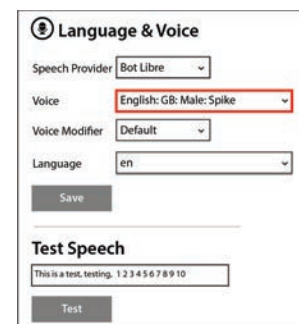 Language & Voice
Speech Provider Bot Libre
Voice English: GB: Male: Spike
Voice Modifier Default
Language en
Save
Test Speech
This is a test, testing, 1 2 3 4 5 6 7 8 9 10
Test